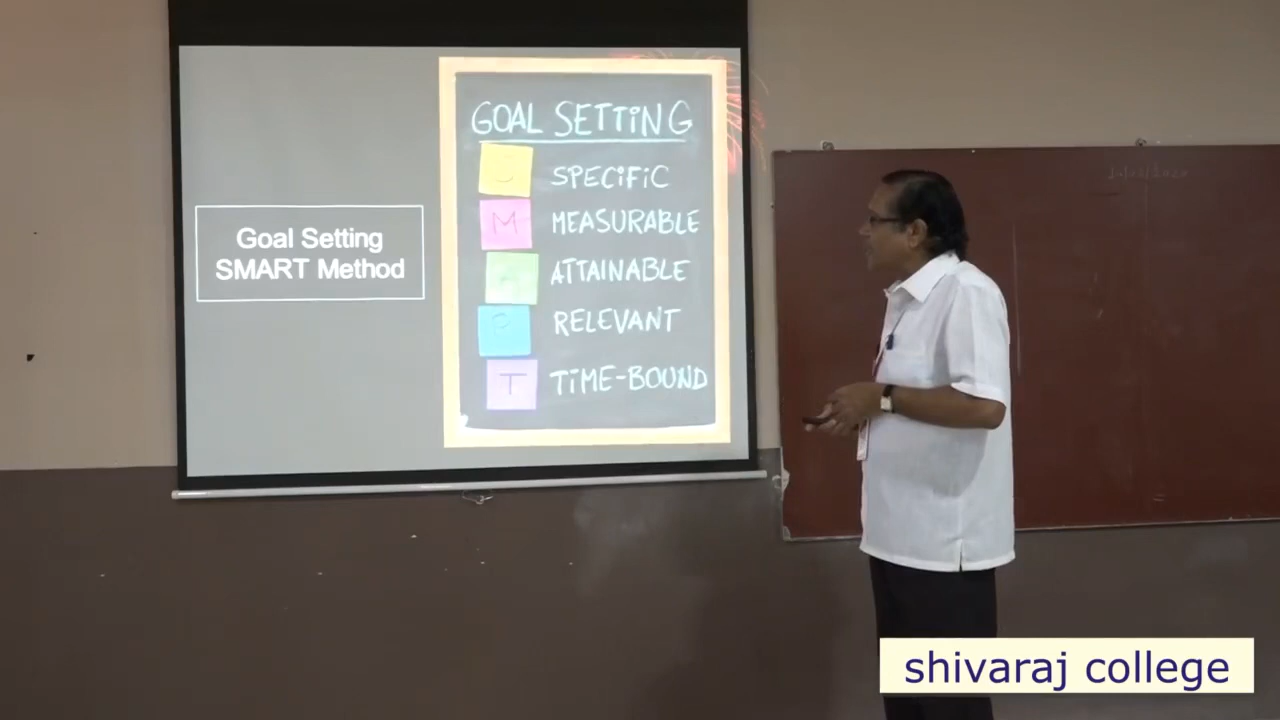 Goal Setting
SMART Method
GOAL SETTING
SPECIFIC
M MEASURABLE
ATTAINABLE
R RELEVANT
T TIME-BOUND
shivaraj college